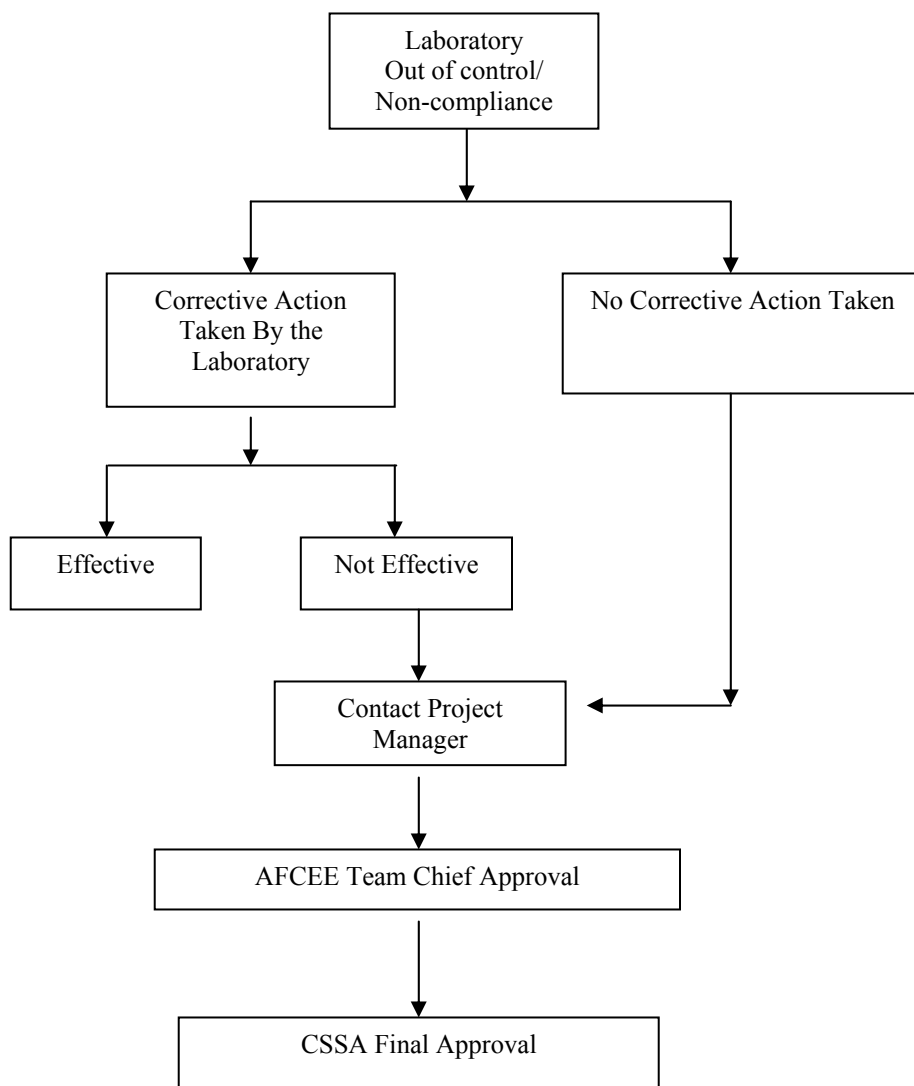 Laboratory
Out of control/
Non-compliance
Corrective Action
Taken By the
Laboratory
No Corrective Action Taken
Effective
Not Effective
Contact Project
Manager
AFCEE Team Chief Approval
CSSA Final Approval